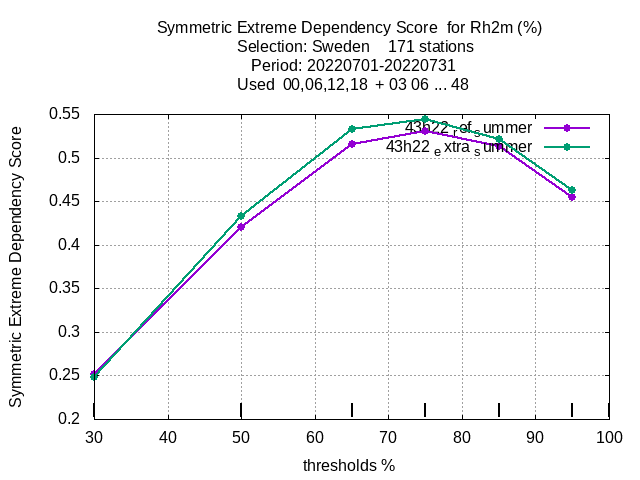 Symmetric Extreme Dependency Score for Rh2m (%)
Selection: Sweden 171 stations
Period: 20220701-20220731
Used 00,06,12,18 + 03 06 ... 48
Symmetric Extreme Dependency Score
0.55
0.5
0.45
0.4
0.35
0.3
0.25
0.2
43h22_ref_summer
43h22_extra_summer
30 40 50 60 70 80 90 100
thresholds %